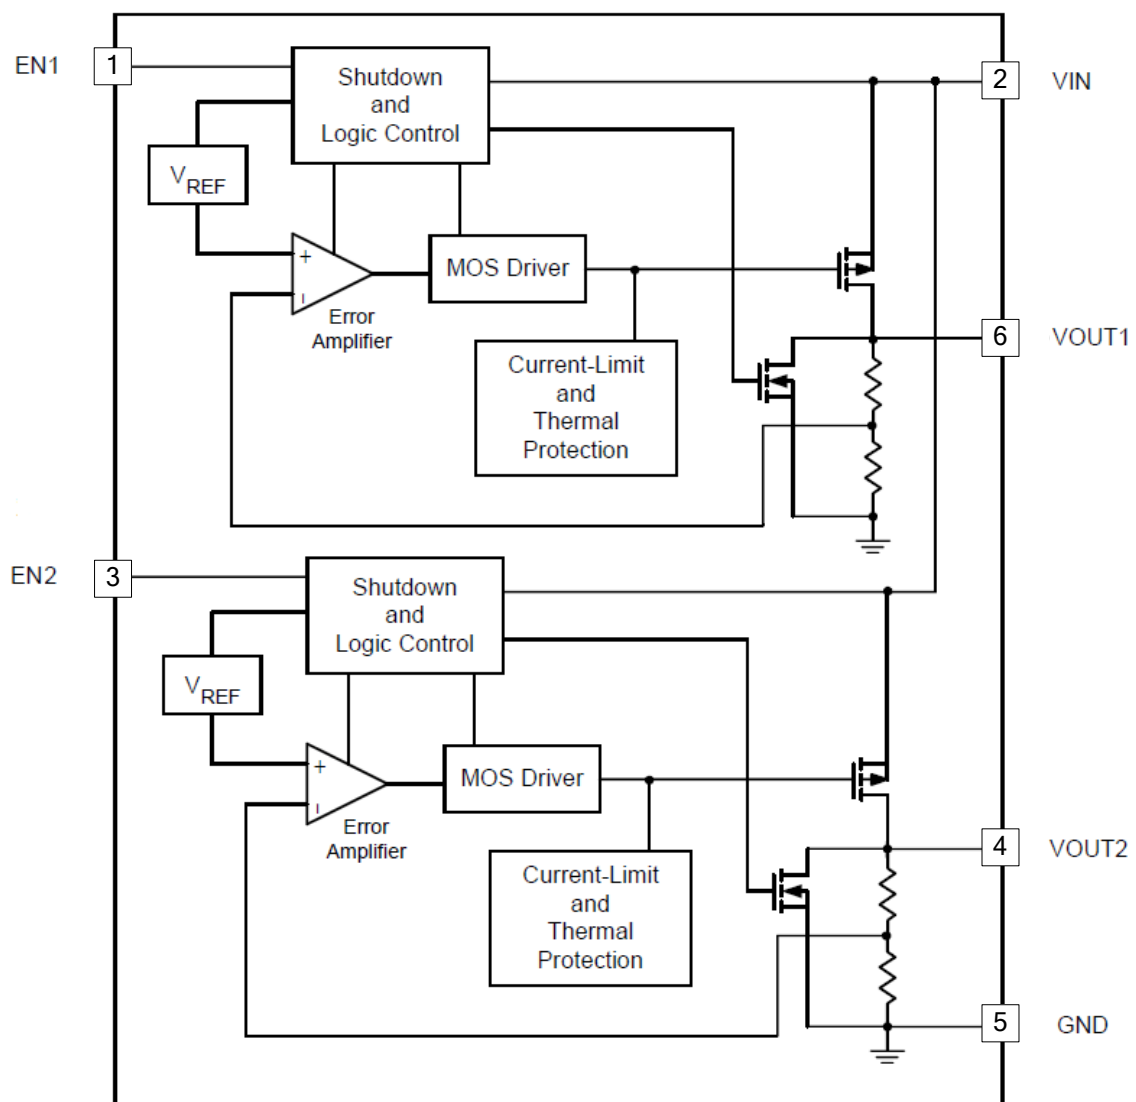 EN1
1
Shutdown
and
Logic Control
2
VIN
VREF
+
-
MOS Driver
Error
Amplifier
Current-Limit
and
Thermal
Protection
6
VOUT1
EN2
3
Shutdown
and
Logic Control
VREF
+
-
MOS Driver
Error
Amplifier
Current-Limit
and
Thermal
Protection
4
VOUT2
5
GND